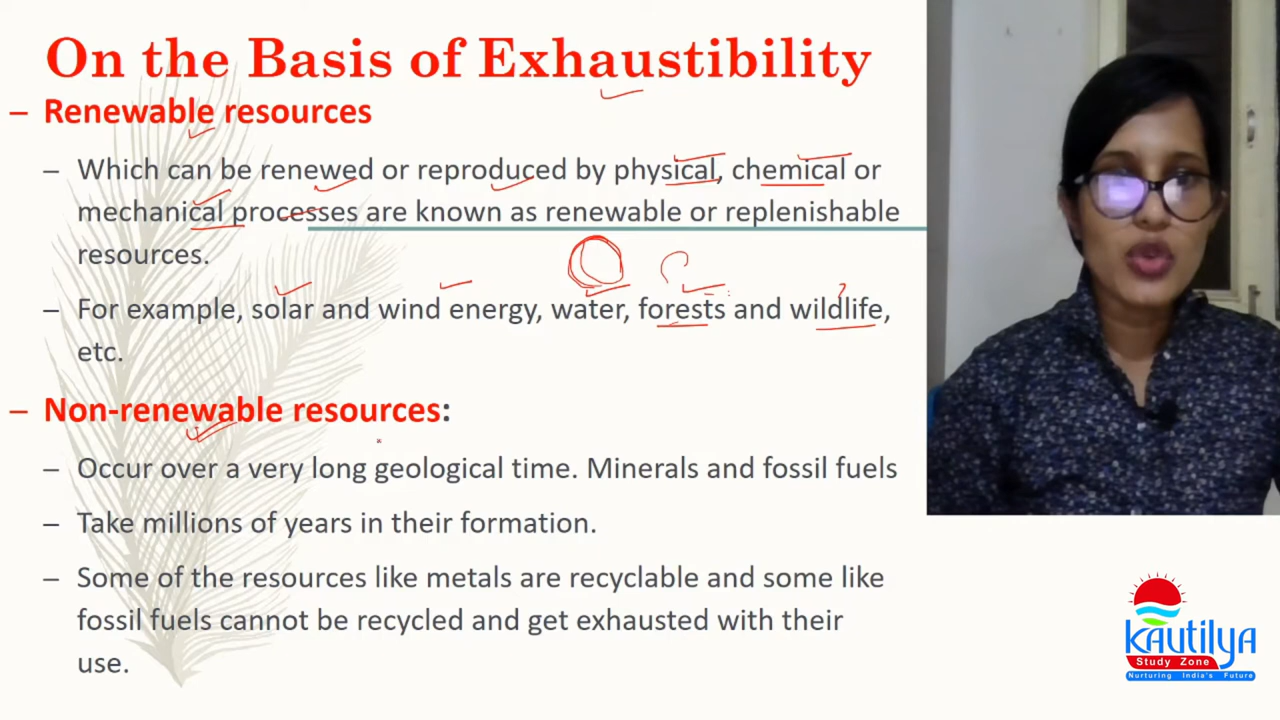 On the Basis of Exhaustibility
– Renewable resources
– Which can be renewed or reproduced by physical, chemical or
mechanical processes are known as renewable or replenishable
resources.
– For example, solar and wind energy, water, forests and wildlife,
etc.
– Non-renewable resources:
– Occur over a very long geological time. Minerals and fossil fuels
– Take millions of years in their formation.
– Some of the resources like metals are recyclable and some like
fossil fuels cannot be recycled and get exhausted with their
use.
Kautilya
Study Zone
Nurturing India's Future